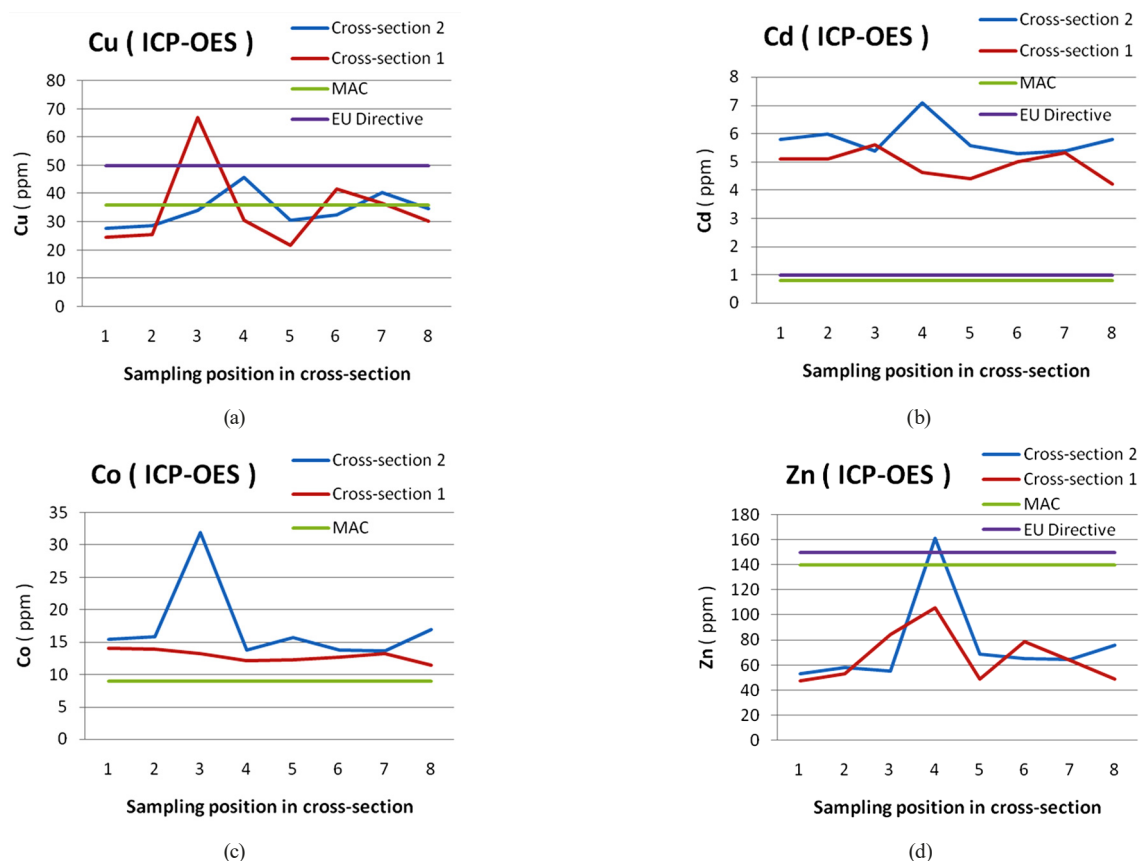 Cu ( ICP-OES )
Cross-section 2
Cross-section 1
MAC
EU Directive
Cu ( ppm )
80
70
60
50
40
30
20
10
0
1 2 3 4 5 6 7 8
Sampling position in cross-section
(a)
Cd ( ICP-OES )
Cross-section 2
Cross-section 1
MAC
EU Directive
Cd ( ppm )
8
7
6
5
4
3
2
1
0
1 2 3 4 5 6 7 8
Sampling position in cross-section
(b)
Co ( ICP-OES )
Cross-section 2
Cross-section 1
MAC
Co ( ppm )
35
30
25
20
15
10
5
0
1 2 3 4 5 6 7 8
Sampling position in cross-section
(c)
Zn ( ICP-OES )
Cross-section 2
Cross-section 1
MAC
EU Directive
Zn ( ppm )
180
160
140
120
100
80
60
40
20
0
1 2 3 4 5 6 7 8
Sampling position in cross-section
(d)